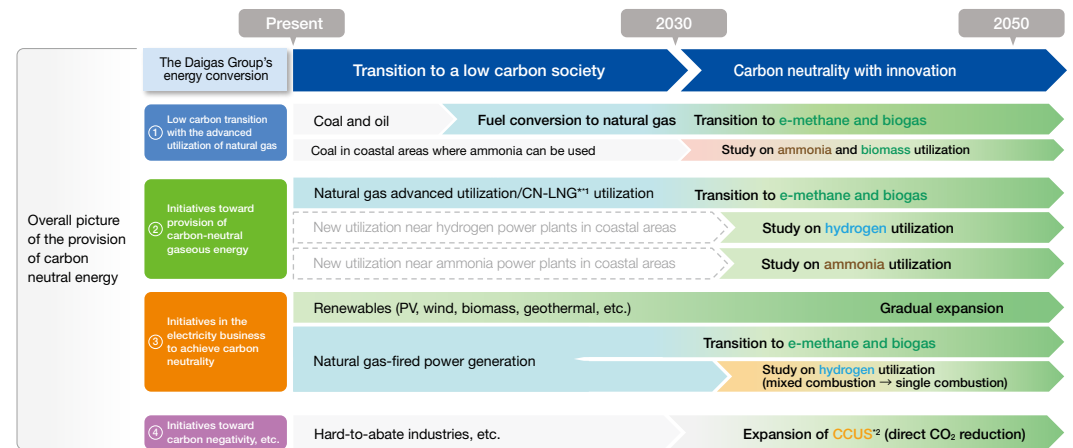 Present
2030
2050
The Daigas Group's
energy conversion
Transition to a low carbon society
Carbon neutrality with innovation
Overall picture
of the provision
of carbon
neutral energy
① Low carbon transition
with the advanced
utilization of natural gas
Coal and oil
Fuel conversion to natural gas
Transition to e-methane and biogas
Coal in coastal areas where ammonia can be used
Study on ammonia and biomass utilization
② Initiatives toward
provision of
carbon-neutral
gaseous energy
Natural gas advanced utilization/CN-LNG**¹ utilization
Transition to e-methane and biogas
New utilization near hydrogen power plants in coastal areas
Study on hydrogen utilization
New utilization near ammonia power plants in coastal areas
Study on ammonia utilization
③ Initiatives in the
electricity business
to achieve carbon
neutrality
Renewables (PV, wind, biomass, geothermal, etc.)
Gradual expansion
Natural gas-fired power generation
Transition to e-methane and biogas
Study on hydrogen utilization
(mixed combustion → single combustion)
④ Initiatives toward
carbon negativity, etc.
Hard-to-abate industries, etc.
Expansion of CCUS*² (direct CO₂ reduction)